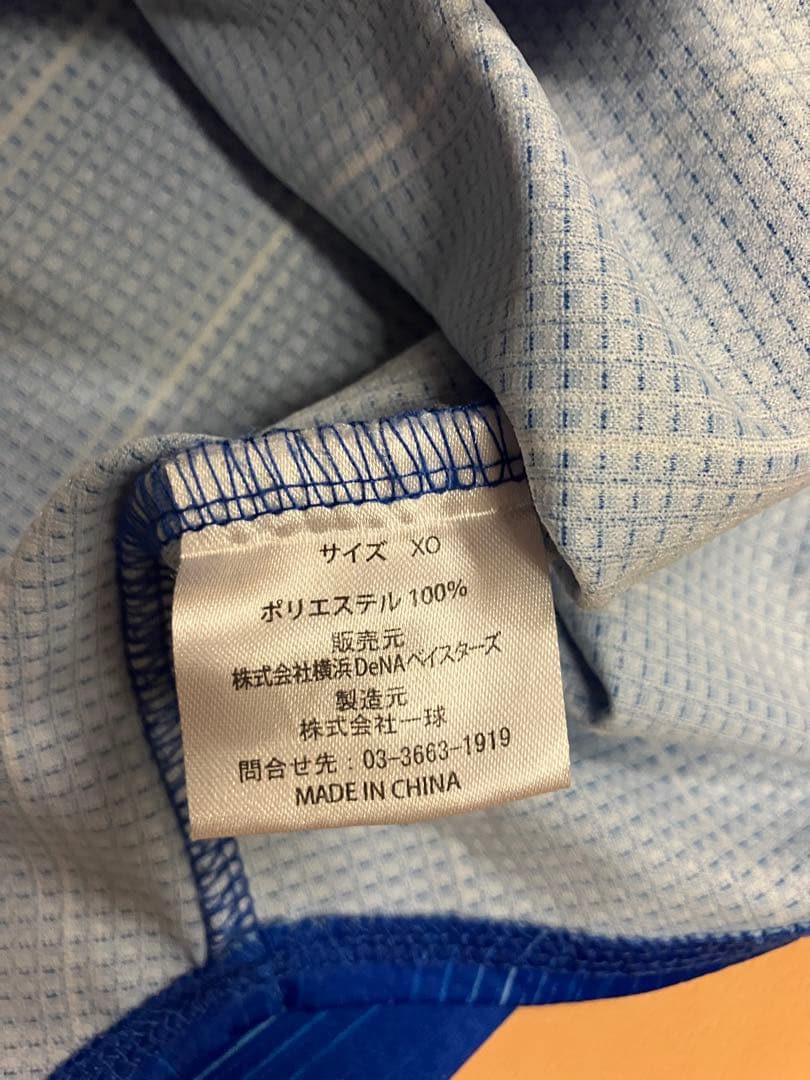 サイズ XO
ポリエステル 100%
販売元
株式会社横浜DeNAベイスターズ
製造元
株式会社一球
問合せ先：03-3663-1919
MADE IN CHINA